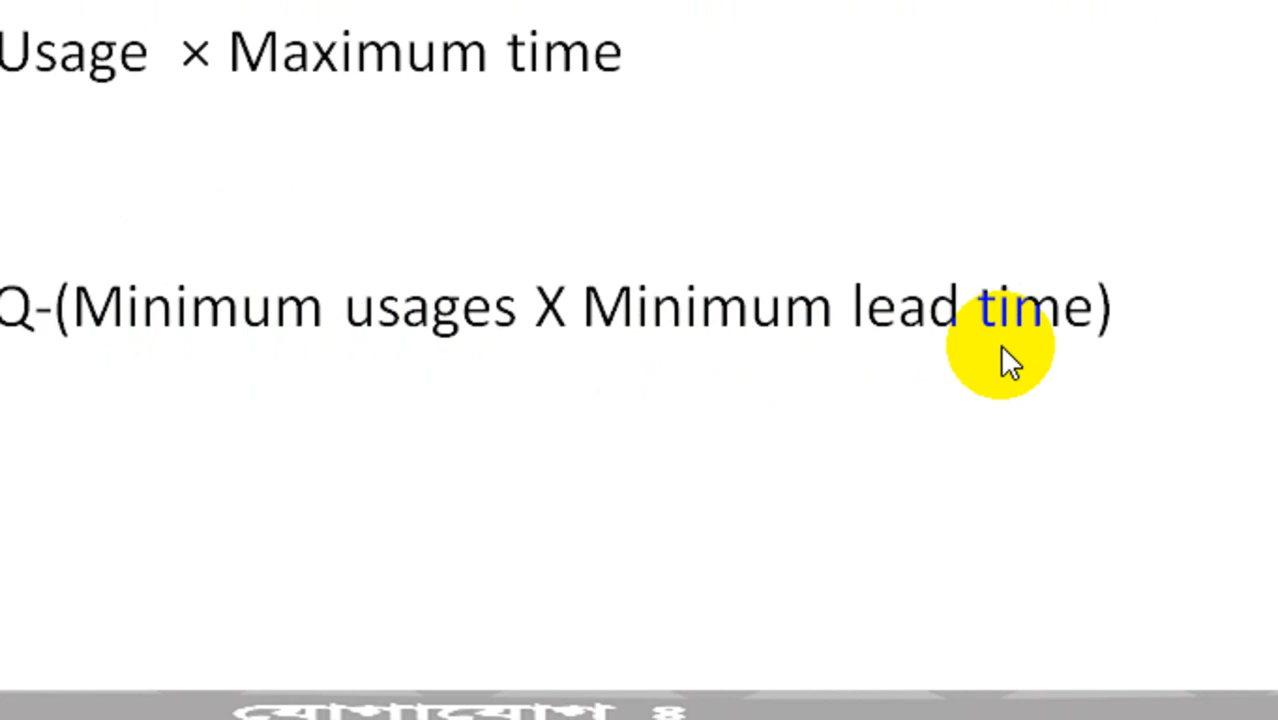 Usage × Maximum time
Q-(Minimum usages X Minimum lead time)
যোগাযোগ ঃ